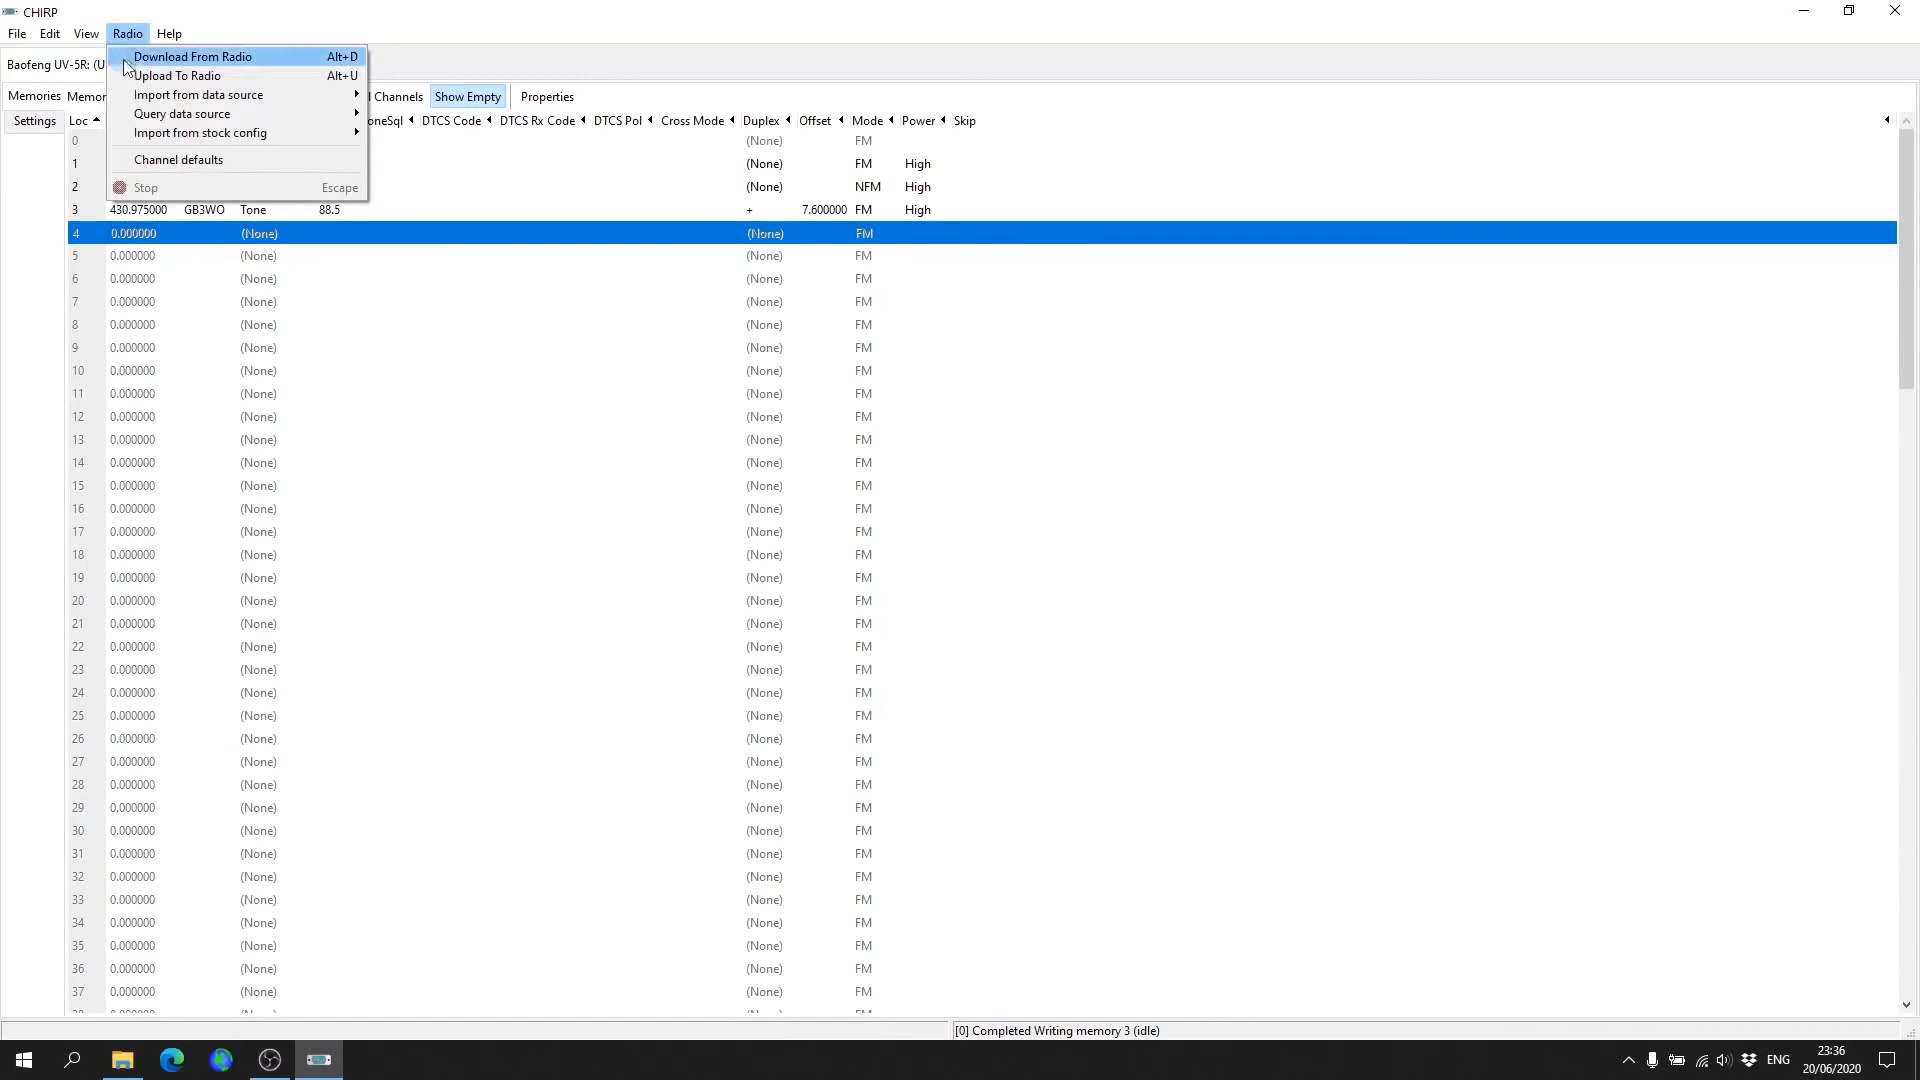 CHIRP
File Edit View Radio Help
Baofeng UV-5R: (U
Download From Radio Alt+D
Upload To Radio Alt+U
Import from data source
Query data source
Import from stock config
Channel defaults
Stop Escape
Memories Memor l Channels Show Empty Properties
Settings
Loc oneSql DTCS Code DTCS Rx Code DTCS Pol Cross Mode Duplex Offset Mode Power Skip
0 (None) FM
1 (None) FM High
2 (None) NFM High
3 430.975000 GB3WO Tone 88.5 + 7.600000 FM High
4 0.000000 (None) (None) FM
5 0.000000 (None) (None) FM
6 0.000000 (None) (None) FM
7 0.000000 (None) (None) FM
8 0.000000 (None) (None) FM
9 0.000000 (None) (None) FM
10 0.000000 (None) (None) FM
11 0.000000 (None) (None) FM
12 0.000000 (None) (None) FM
13 0.000000 (None) (None) FM
14 0.000000 (None) (None) FM
15 0.000000 (None) (None) FM
16 0.000000 (None) (None) FM
17 0.000000 (None) (None) FM
18 0.000000 (None) (None) FM
19 0.000000 (None) (None) FM
20 0.000000 (None) (None) FM
21 0.000000 (None) (None) FM
22 0.000000 (None) (None) FM
23 0.000000 (None) (None) FM
24 0.000000 (None) (None) FM
25 0.000000 (None) (None) FM
26 0.000000 (None) (None) FM
27 0.000000 (None) (None) FM
28 0.000000 (None) (None) FM
29 0.000000 (None) (None) FM
30 0.000000 (None) (None) FM
31 0.000000 (None) (None) FM
32 0.000000 (None) (None) FM
33 0.000000 (None) (None) FM
34 0.000000 (None) (None) FM
35 0.000000 (None) (None) FM
36 0.000000 (None) (None) FM
37 0.000000 (None) (None) FM
[0] Completed Writing memory 3 (idle)
ENG
23:36
20/06/2020